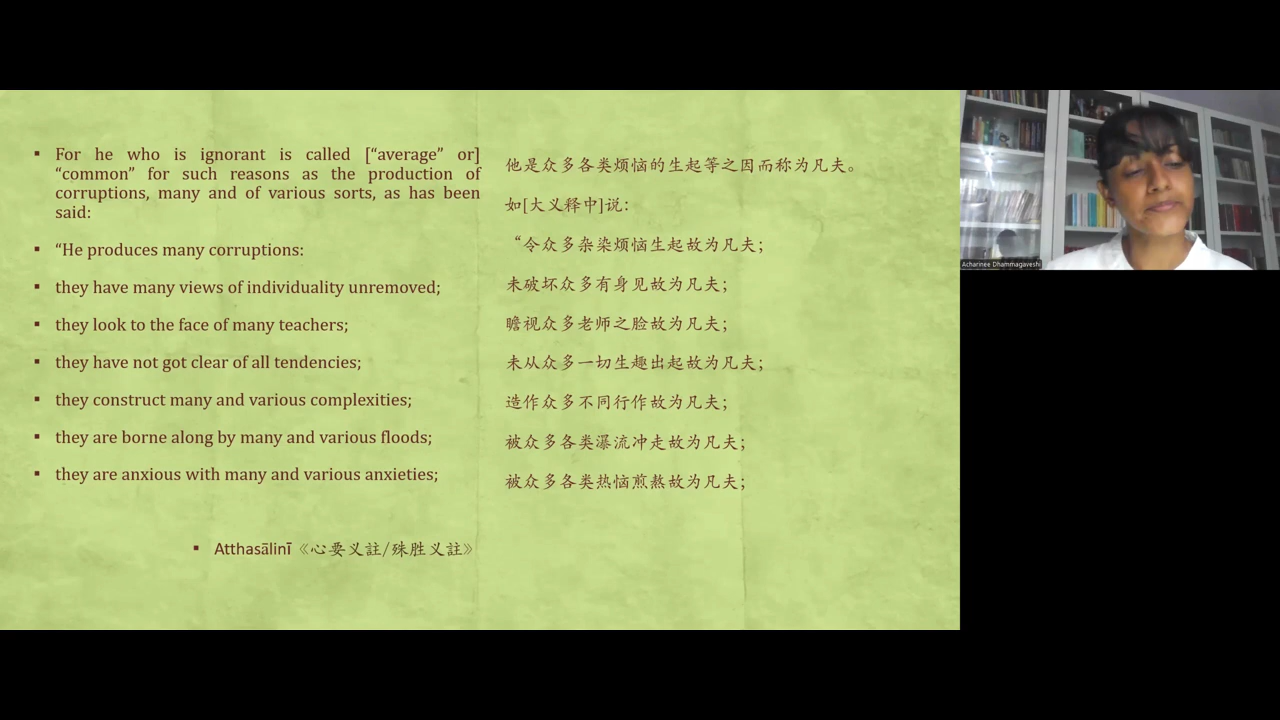 ▪ For he who is ignorant is called [“average” or]
“common” for such reasons as the production of
corruptions, many and of various sorts, as has been
said:
▪ “He produces many corruptions:
▪ they have many views of individuality unremoved;
▪ they look to the face of many teachers;
▪ they have not got clear of all tendencies;
▪ they construct many and various complexities;
▪ they are borne along by many and various floods;
▪ they are anxious with many and various anxieties;
▪ Atthasālinī《心要义註/殊胜义註》
他是众多各类烦恼的生起等之因而称为凡夫。
如[大义释中]说：
“令众多杂染烦恼生起故为凡夫；
未破坏众多有身见故为凡夫；
瞻视众多老师之脸故为凡夫；
未从众多一切生趣出起故为凡夫；
造作众多不同行作故为凡夫；
被众多各类瀑流冲走故为凡夫；
被众多各类热恼煎熬故为凡夫；
Acharinee Dhammagaveshi